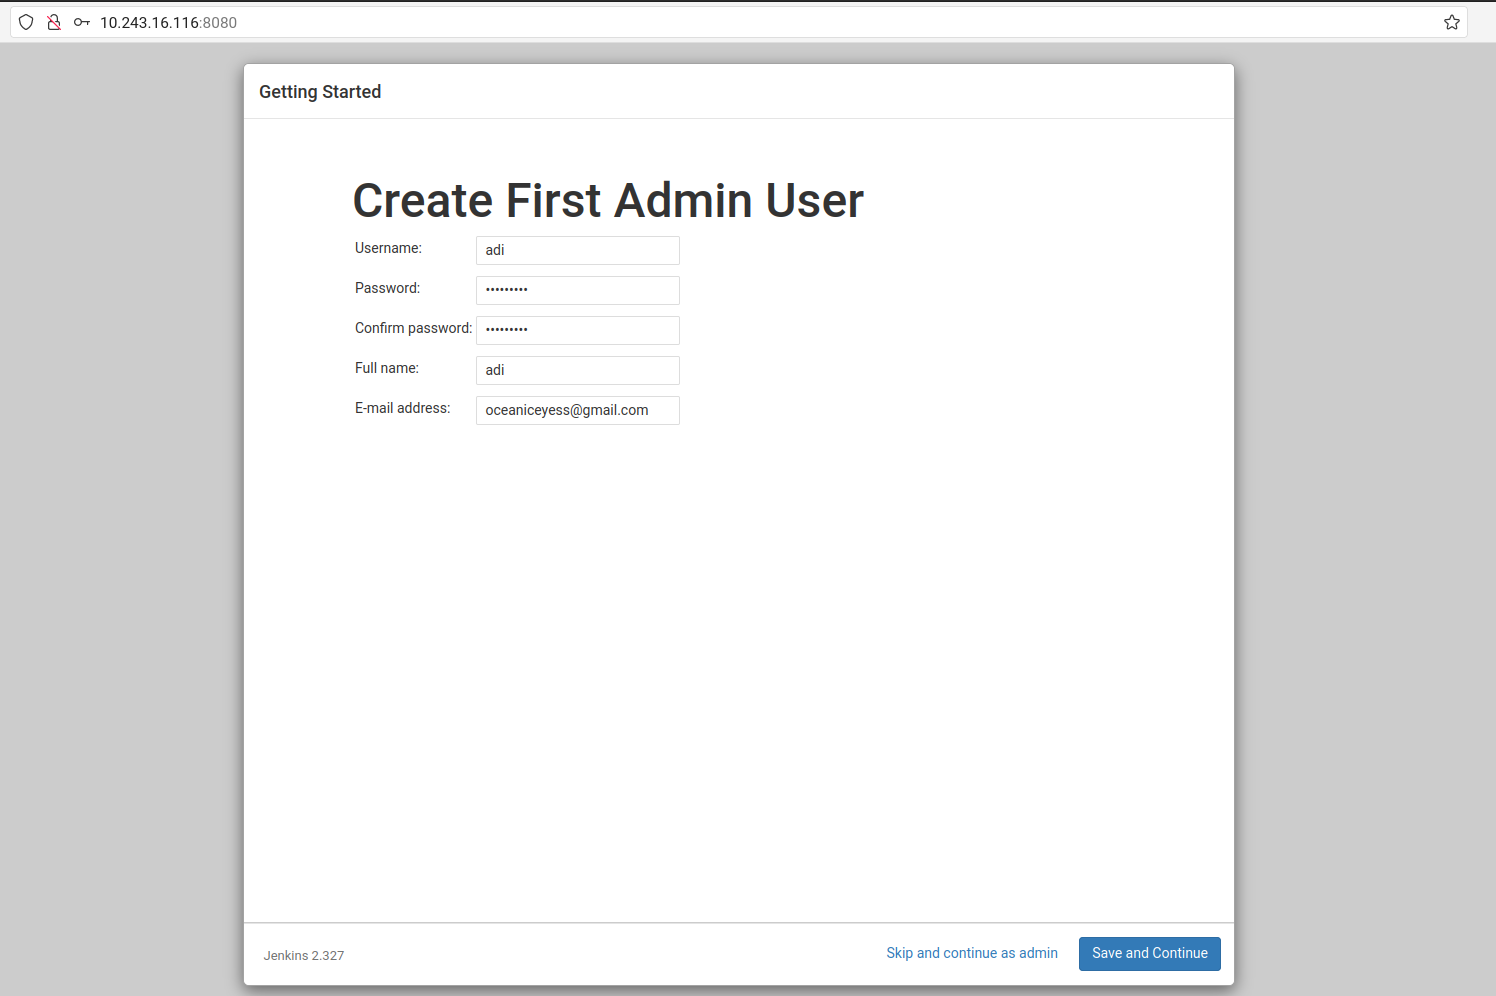 10.243.16.116:8080
Getting Started
Create First Admin User
Username: adi
Password: •••••••••
Confirm password: •••••••••
Full name: adi
E-mail address: oceaniceyess@gmail.com
Jenkins 2.327 Skip and continue as admin Save and Continue